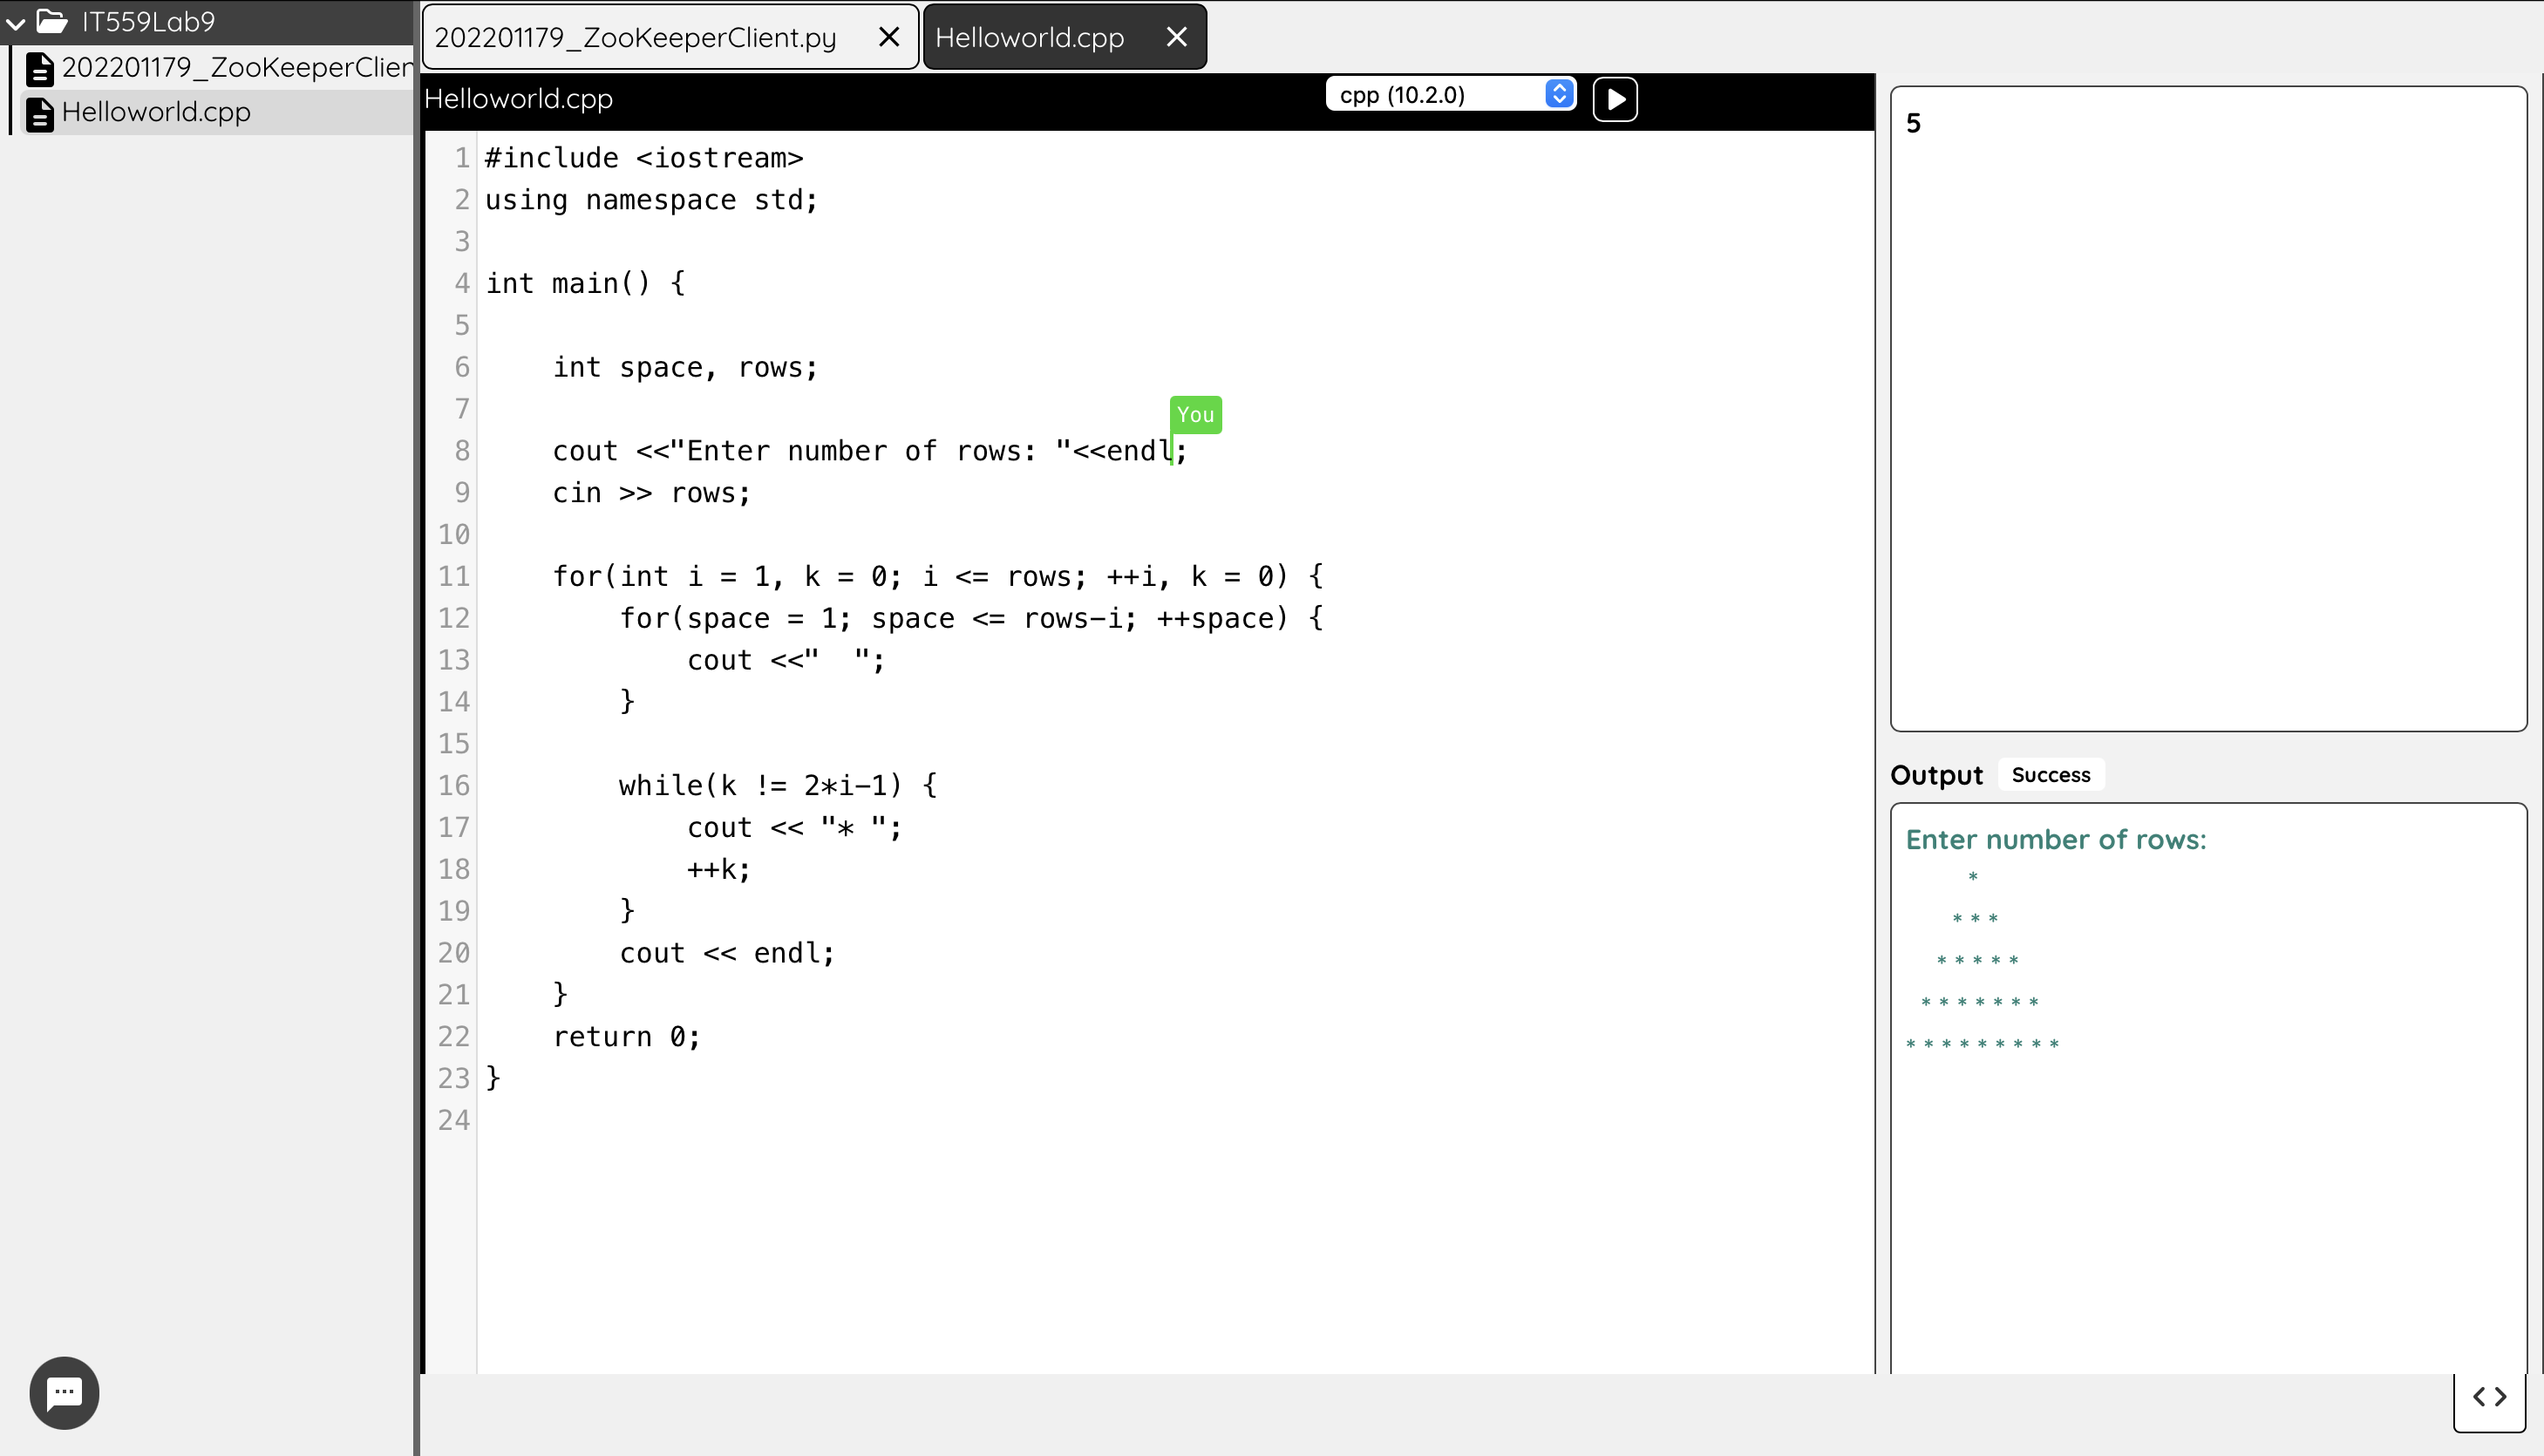 IT559Lab9
202201179_ZooKeeperClien
Helloworld.cpp
202201179_ZooKeeperClient.py
Helloworld.cpp
Helloworld.cpp
cpp (10.2.0)
1 #include <iostream>
2 using namespace std;
3
4 int main() {
5
6     int space, rows;
7
You
8     cout <<"Enter number of rows: "<<endl;
9     cin >> rows;
10
11     for(int i = 1, k = 0; i <= rows; ++i, k = 0) {
12         for(space = 1; space <= rows-i; ++space) {
13             cout <<"  ";
14         }
15
16         while(k != 2*i-1) {
17             cout << "* ";
18             ++k;
19         }
20         cout << endl;
21     }
22     return 0;
23 }
24
5
Output Success
Enter number of rows:
        *
      * * *
    * * * * *
  * * * * * * *
* * * * * * * * *